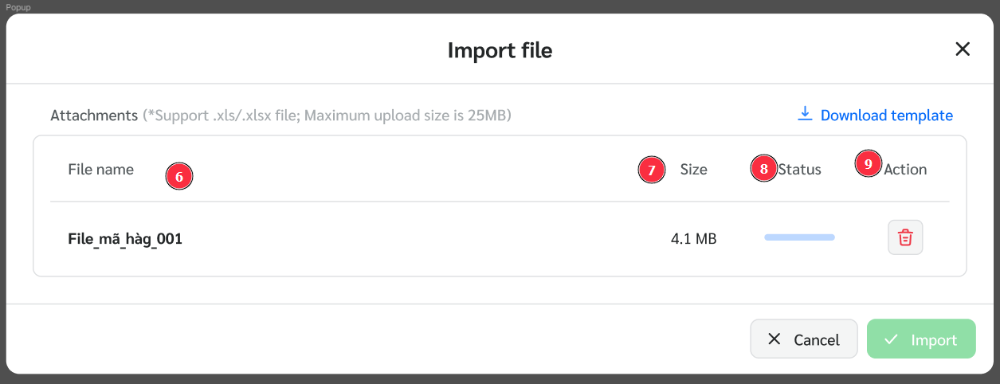 Popup
Import file
Attachments (*Support .xls/.xlsx file; Maximum upload size is 25MB) Download template
File name 6 7 Size 8 Status 9 Action
File_mã_hàg_001 4.1 MB
Cancel Import